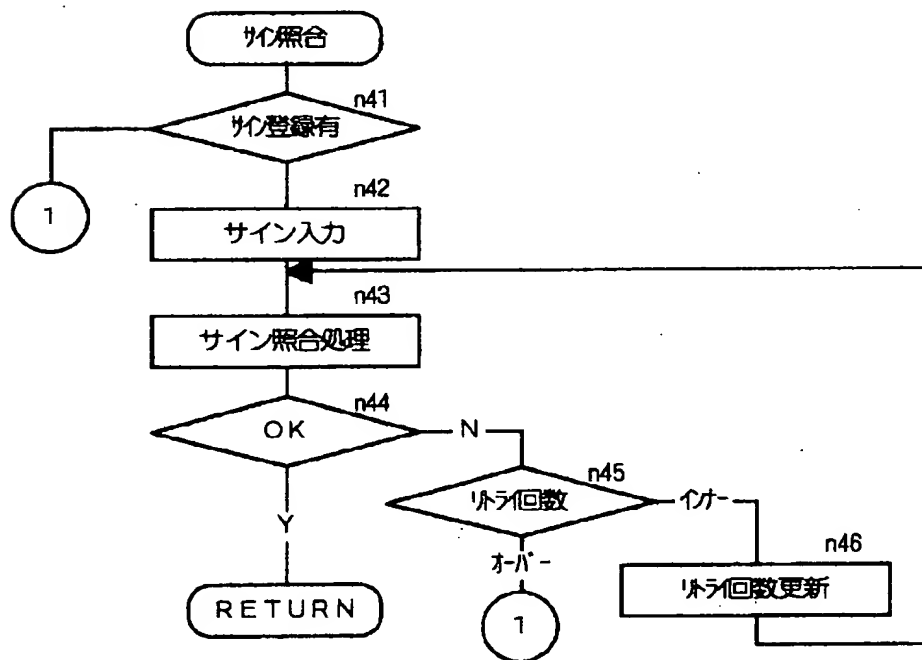 サイン照合
n41
サイン登録有
1
n42
サイン入力
n43
サイン照合処理
n44
OK
N
n45
リトライ回数
インナー
Y
オーバー
n46
リトライ回数更新
RETURN
1